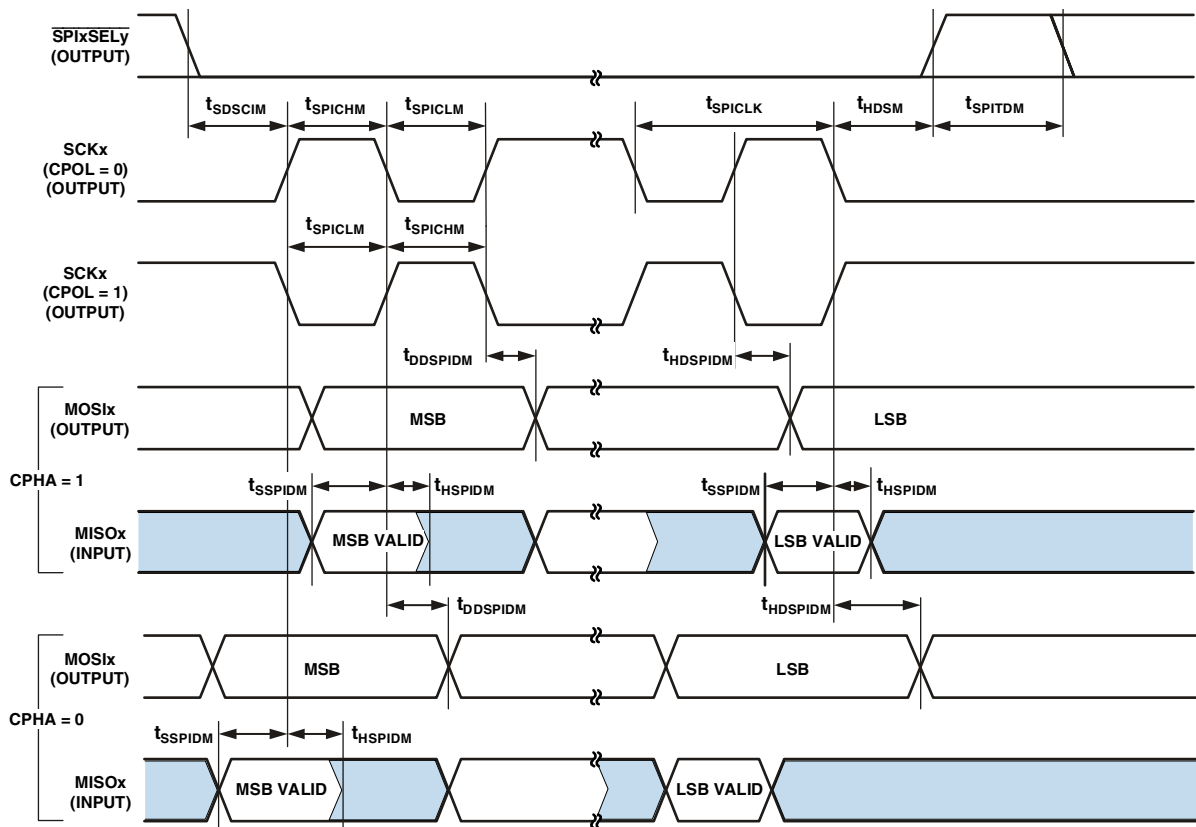 SPIxSELy
(OUTPUT)
tSDSCIM tSPICHM tSPICLM tSPICLK tHDSM tSPITDM
SCKx
(CPOL = 0)
(OUTPUT)
tSPICLM tSPICHM
SCKx
(CPOL = 1)
(OUTPUT)
tDDSPIDM tHDSPIDM
MOSIx
(OUTPUT)
MSB LSB
CPHA = 1
tSSPIDM tHSPIDM tSSPIDM tHSPIDM
MISOx
(INPUT)
MSB VALID LSB VALID
tDDSPIDM tHDSPIDM
MOSIx
(OUTPUT)
MSB LSB
CPHA = 0
tSSPIDM tHSPIDM
MISOx
(INPUT)
MSB VALID LSB VALID